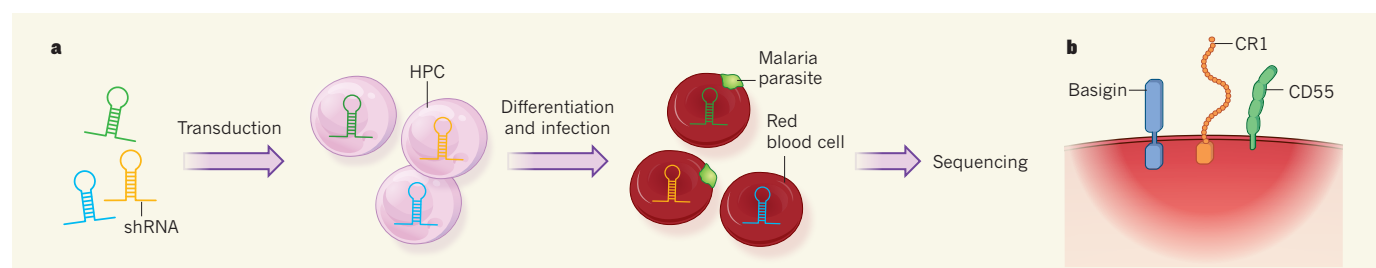 a
shRNA
Transduction
HPC
Differentiation
and infection
Malaria
parasite
Red
blood cell
Sequencing
b
Basigin
CR1
CD55